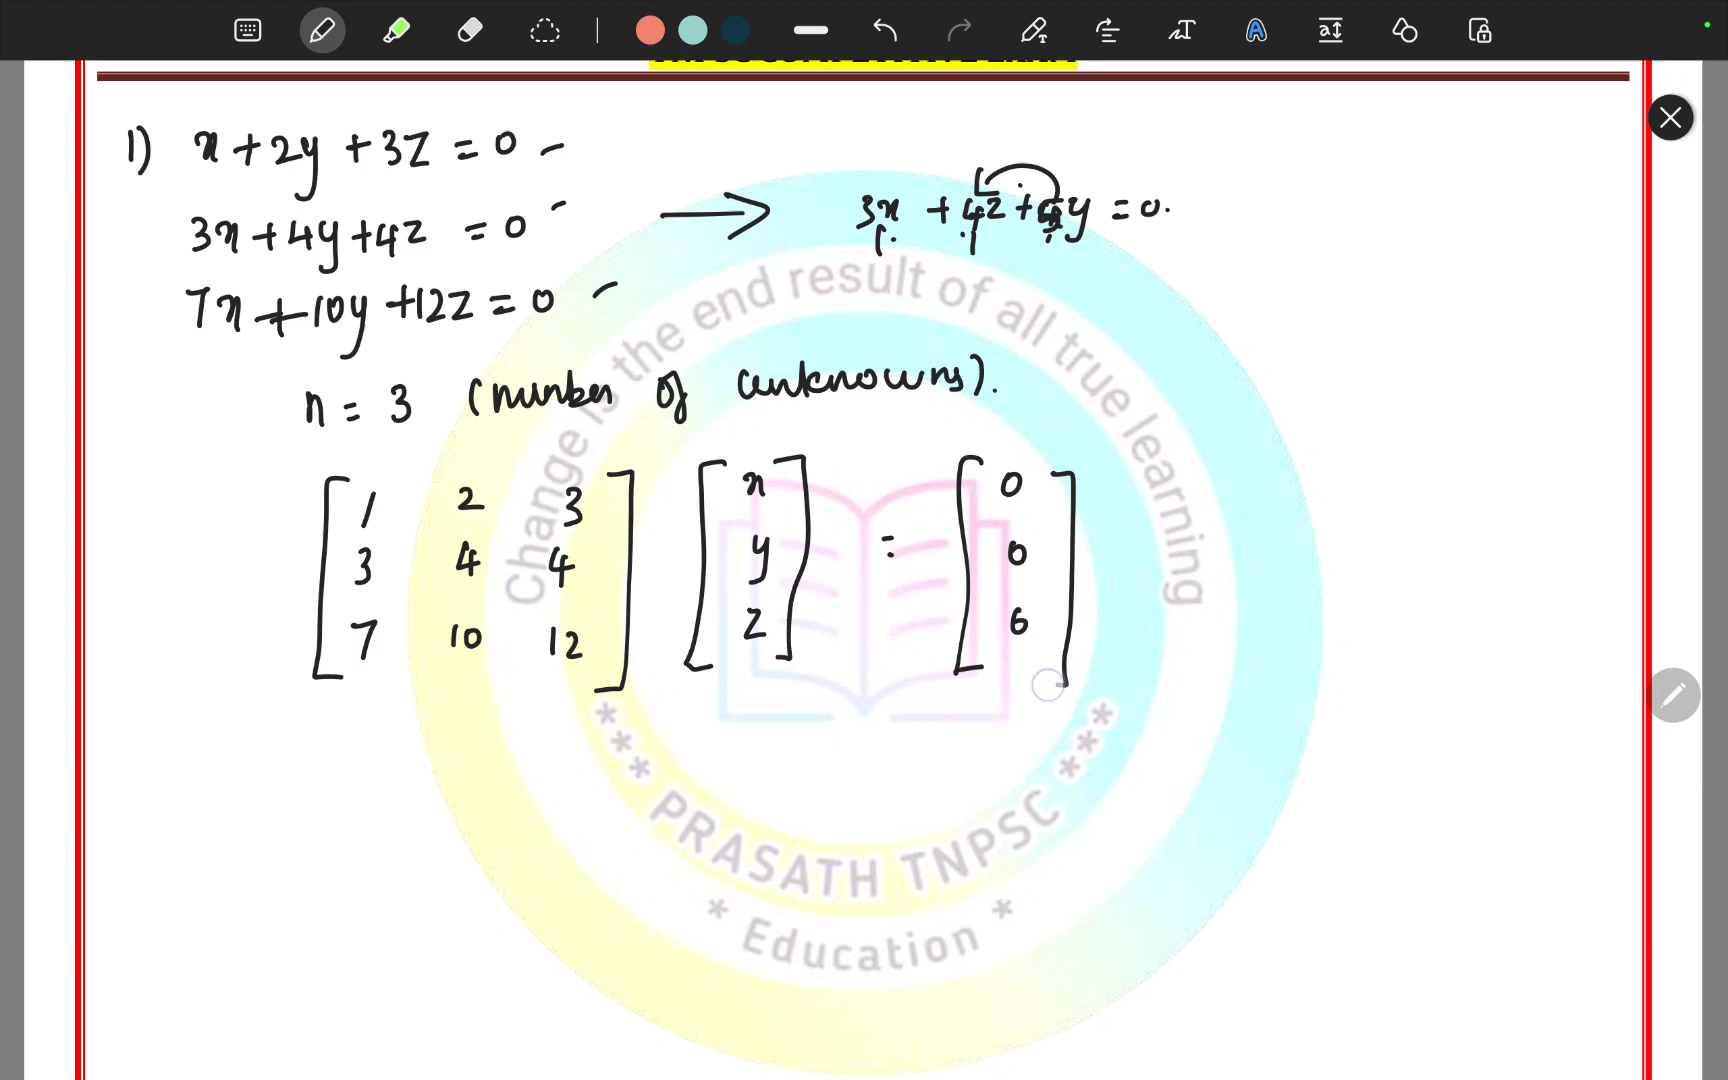 1) x + 2y + 3z = 0
3x + 4y + 4z = 0
3x + 4z + 4y = 0.
7x + 10y + 12z = 0
n = 3 (number of unknowns).
1 2 3 x 0
3 4 4 y = 0
7 10 12 z 0
Change is the end result of all true learning
**** PRASATH TNPSC ****
* Education *